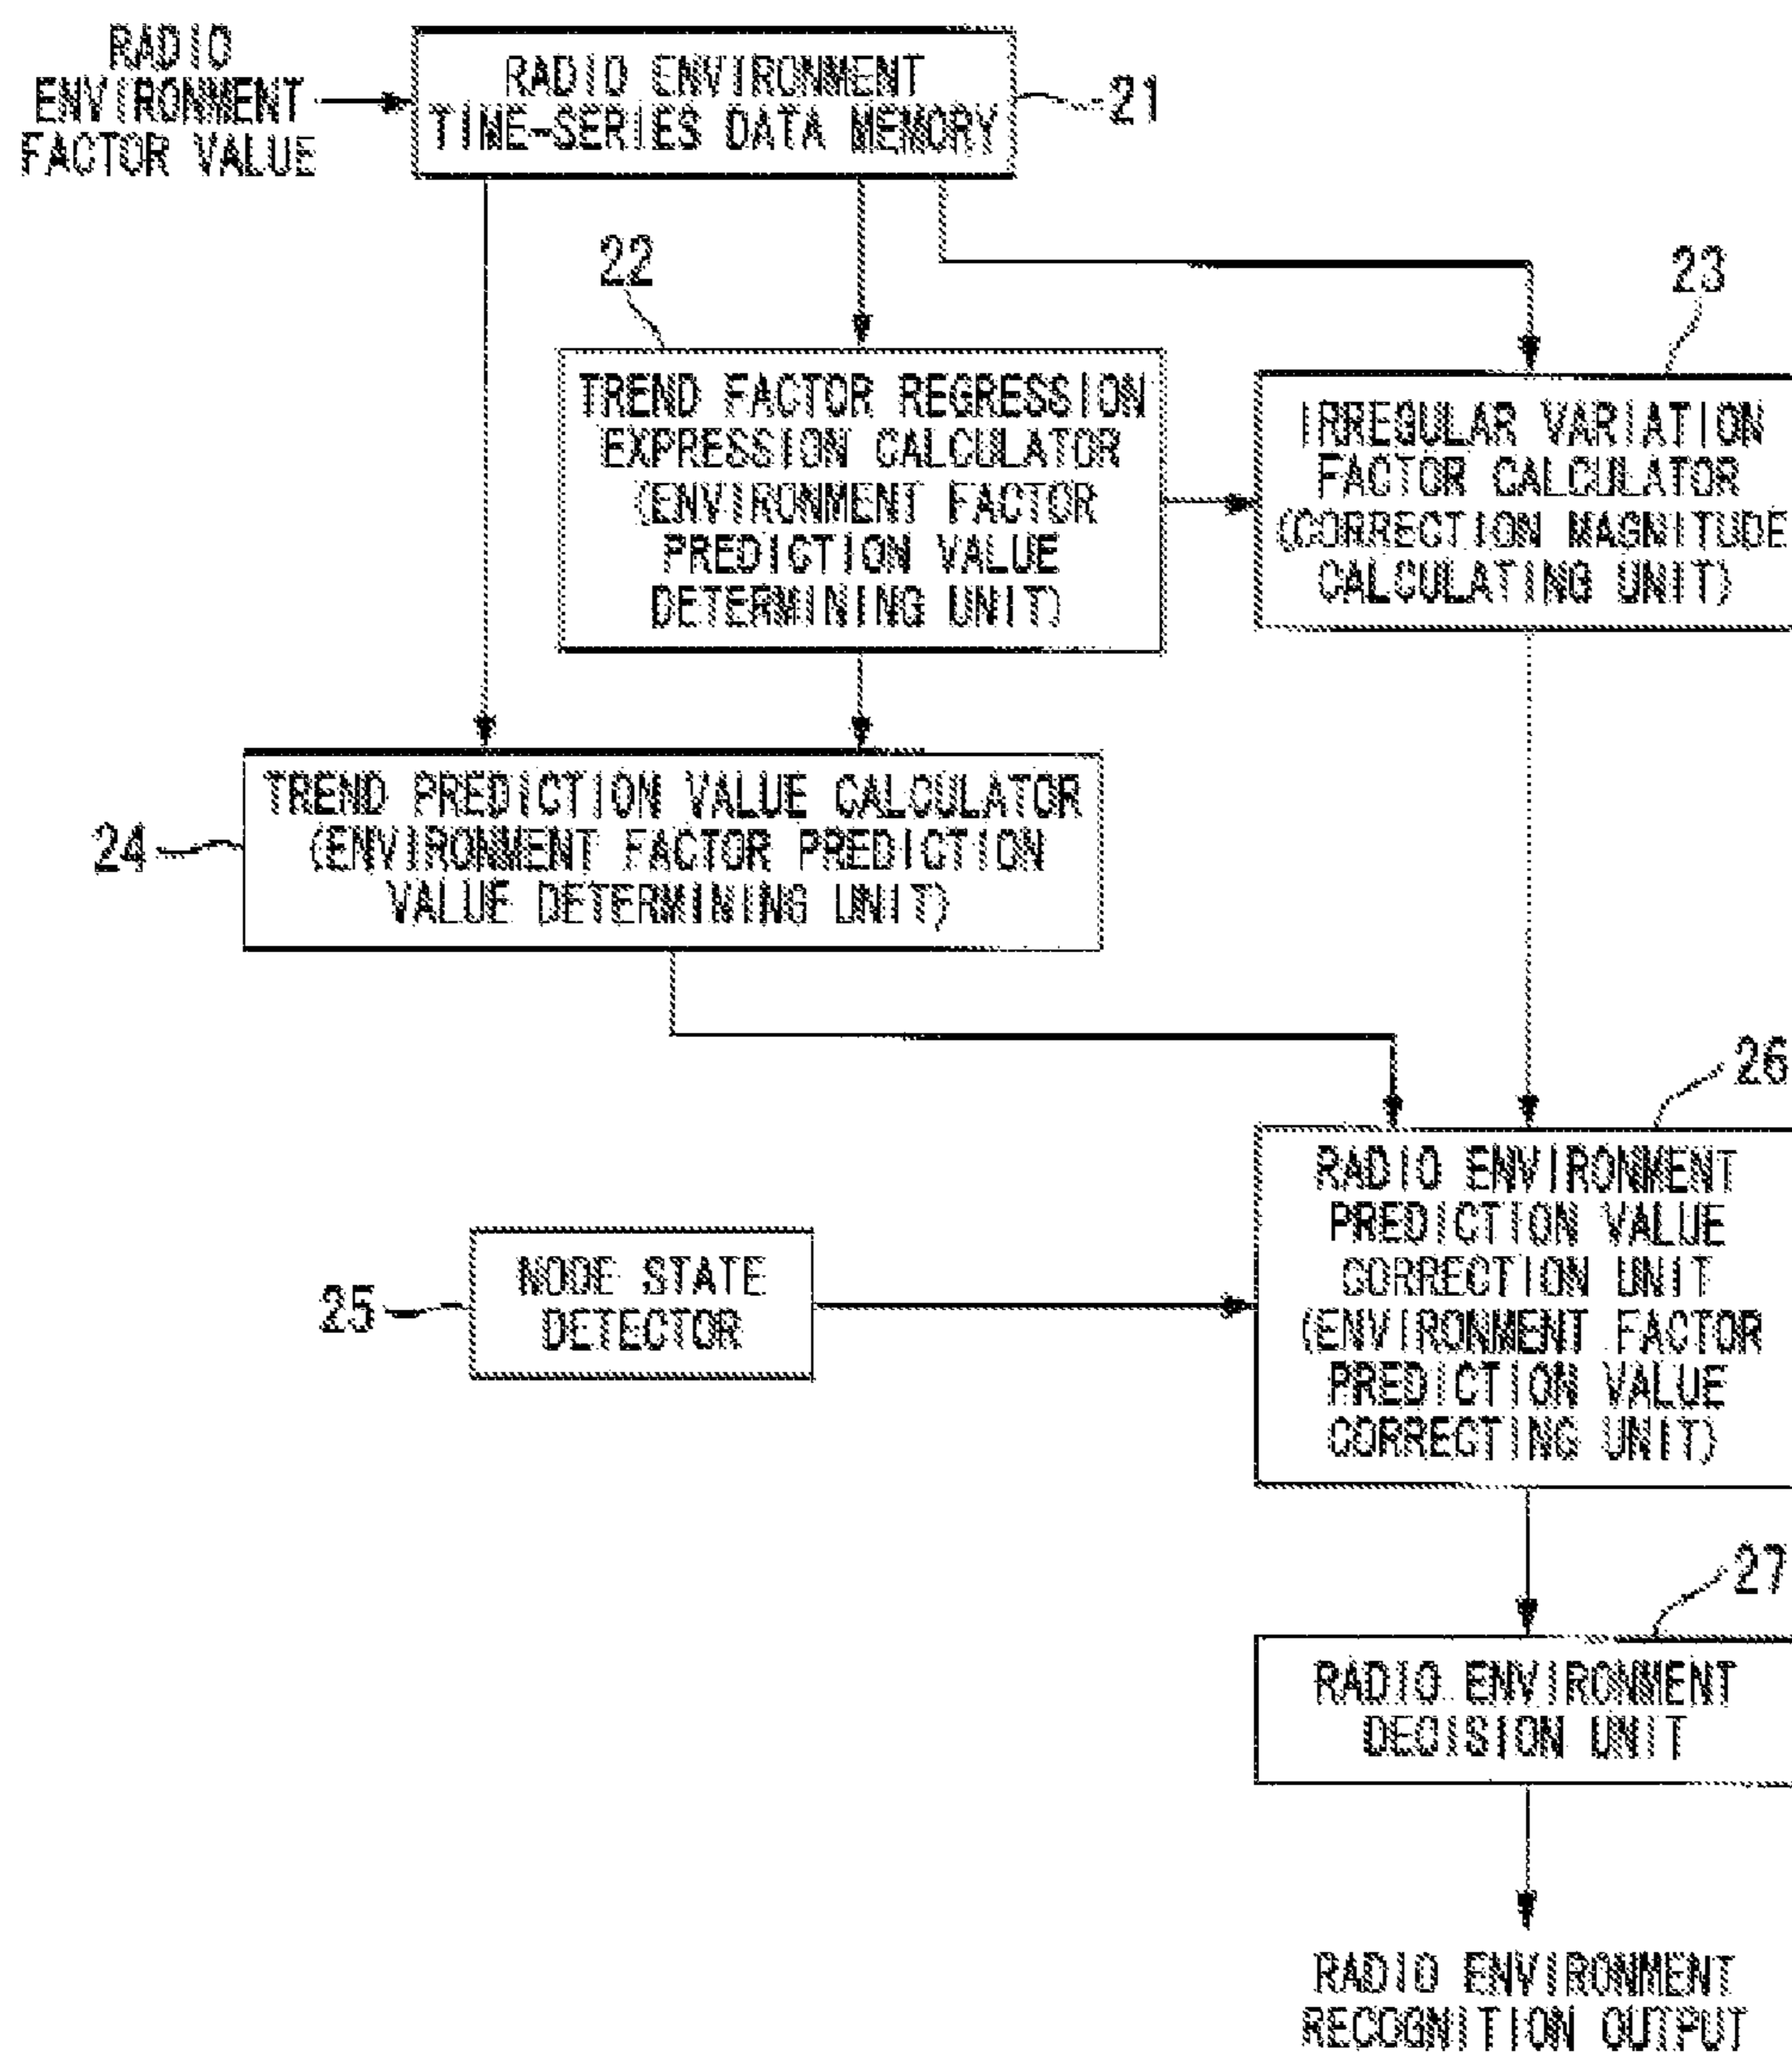 RADIO
ENVIRONMENT
FACTOR VALUE
RADIO ENVIRONMENT
TIME-SERIES DATA MEMORY
21
22
23
TREND FACTOR REGRESSION
EXPRESSION CALCULATOR
(ENVIRONMENT FACTOR
PREDICTION VALUE
DETERMINING UNIT)
IRREGULAR VARIATION
FACTOR CALCULATOR
(CORRECTION MAGNITUDE
CALCULATING UNIT)
24
TREND PREDICTION VALUE CALCULATOR
(ENVIRONMENT FACTOR PREDICTION
VALUE DETERMINING UNIT)
26
25
NODE STATE
DETECTOR
RADIO ENVIRONMENT
PREDICTION VALUE
CORRECTION UNIT
(ENVIRONMENT FACTOR
PREDICTION VALUE
CORRECTING UNIT)
27
RADIO ENVIRONMENT
DECISION UNIT
RADIO ENVIRONMENT
RECOGNITION OUTPUT